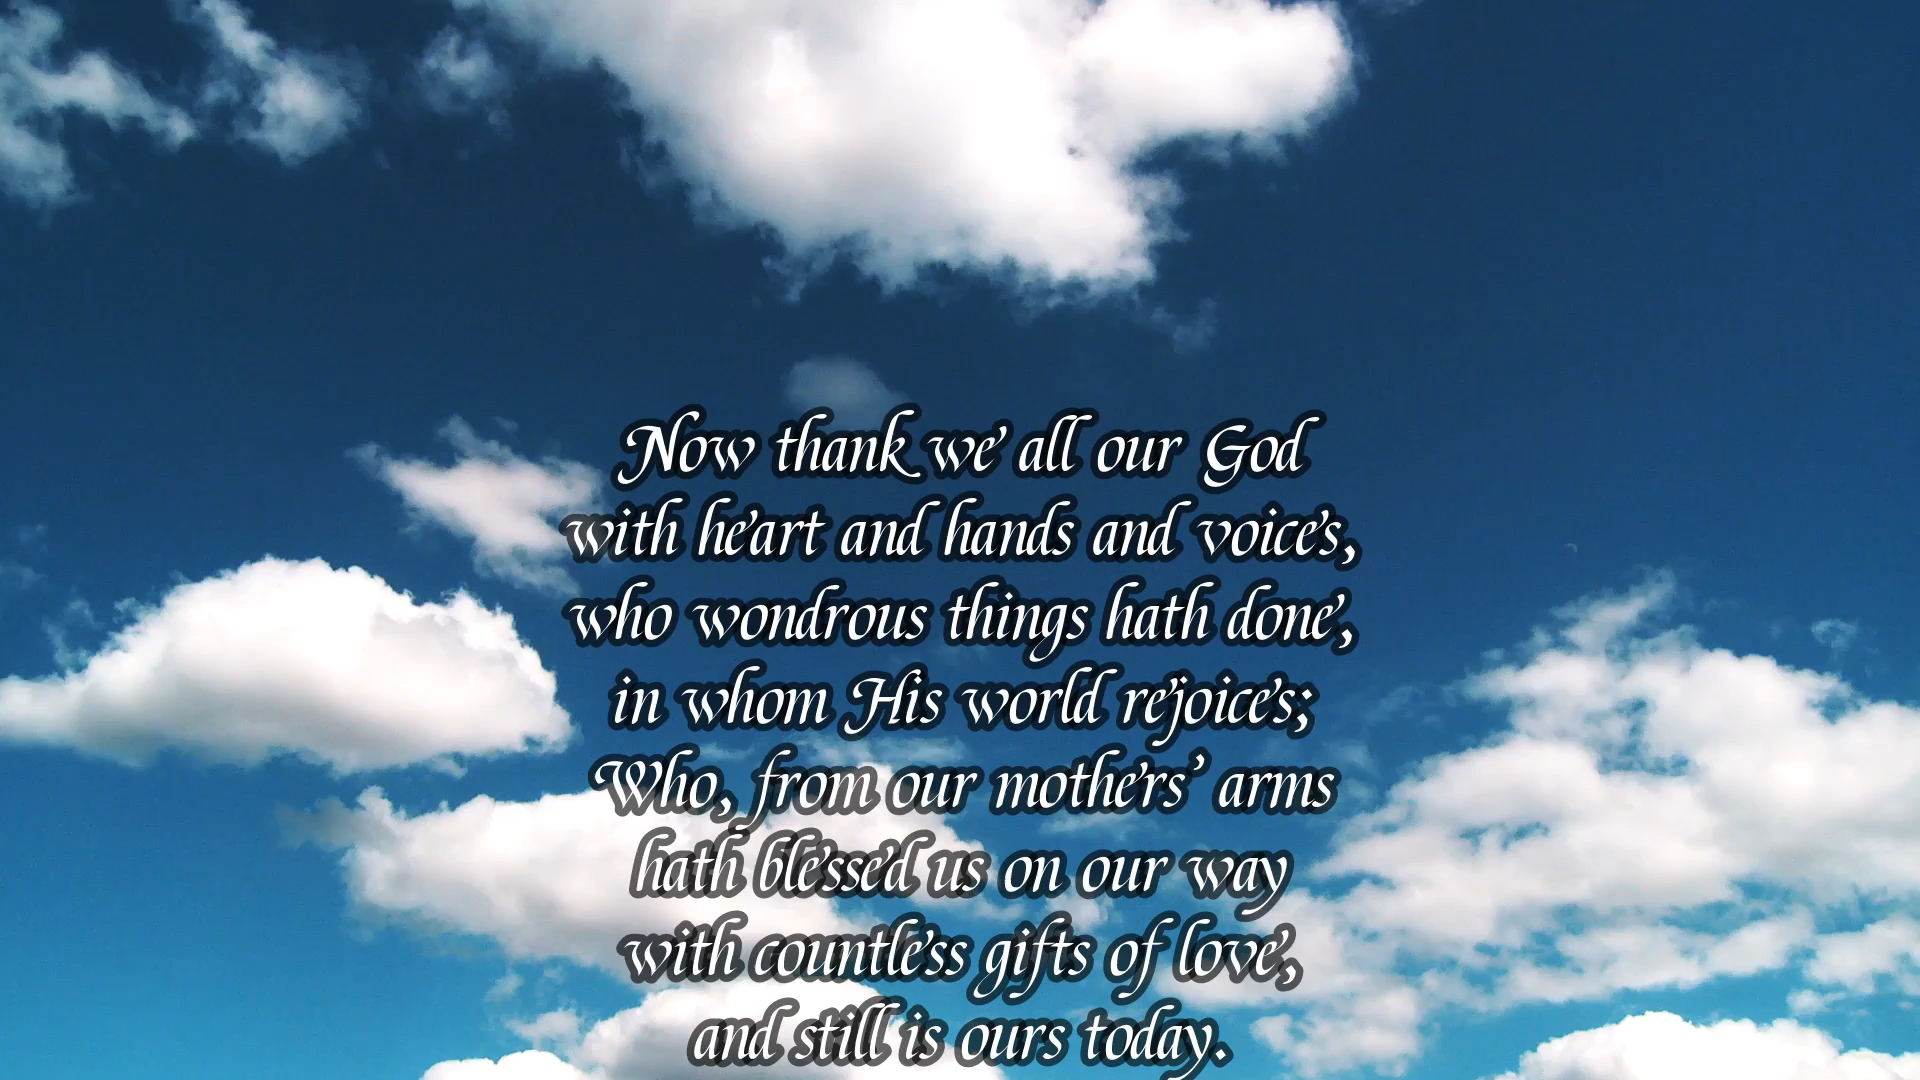 Now thank we all our God
with heart and hands and voices,
who wondrous things hath done,
in whom His world rejoices;
Who, from our mothers’ arms
hath blessed us on our way
with countless gifts of love,
and still is ours today.